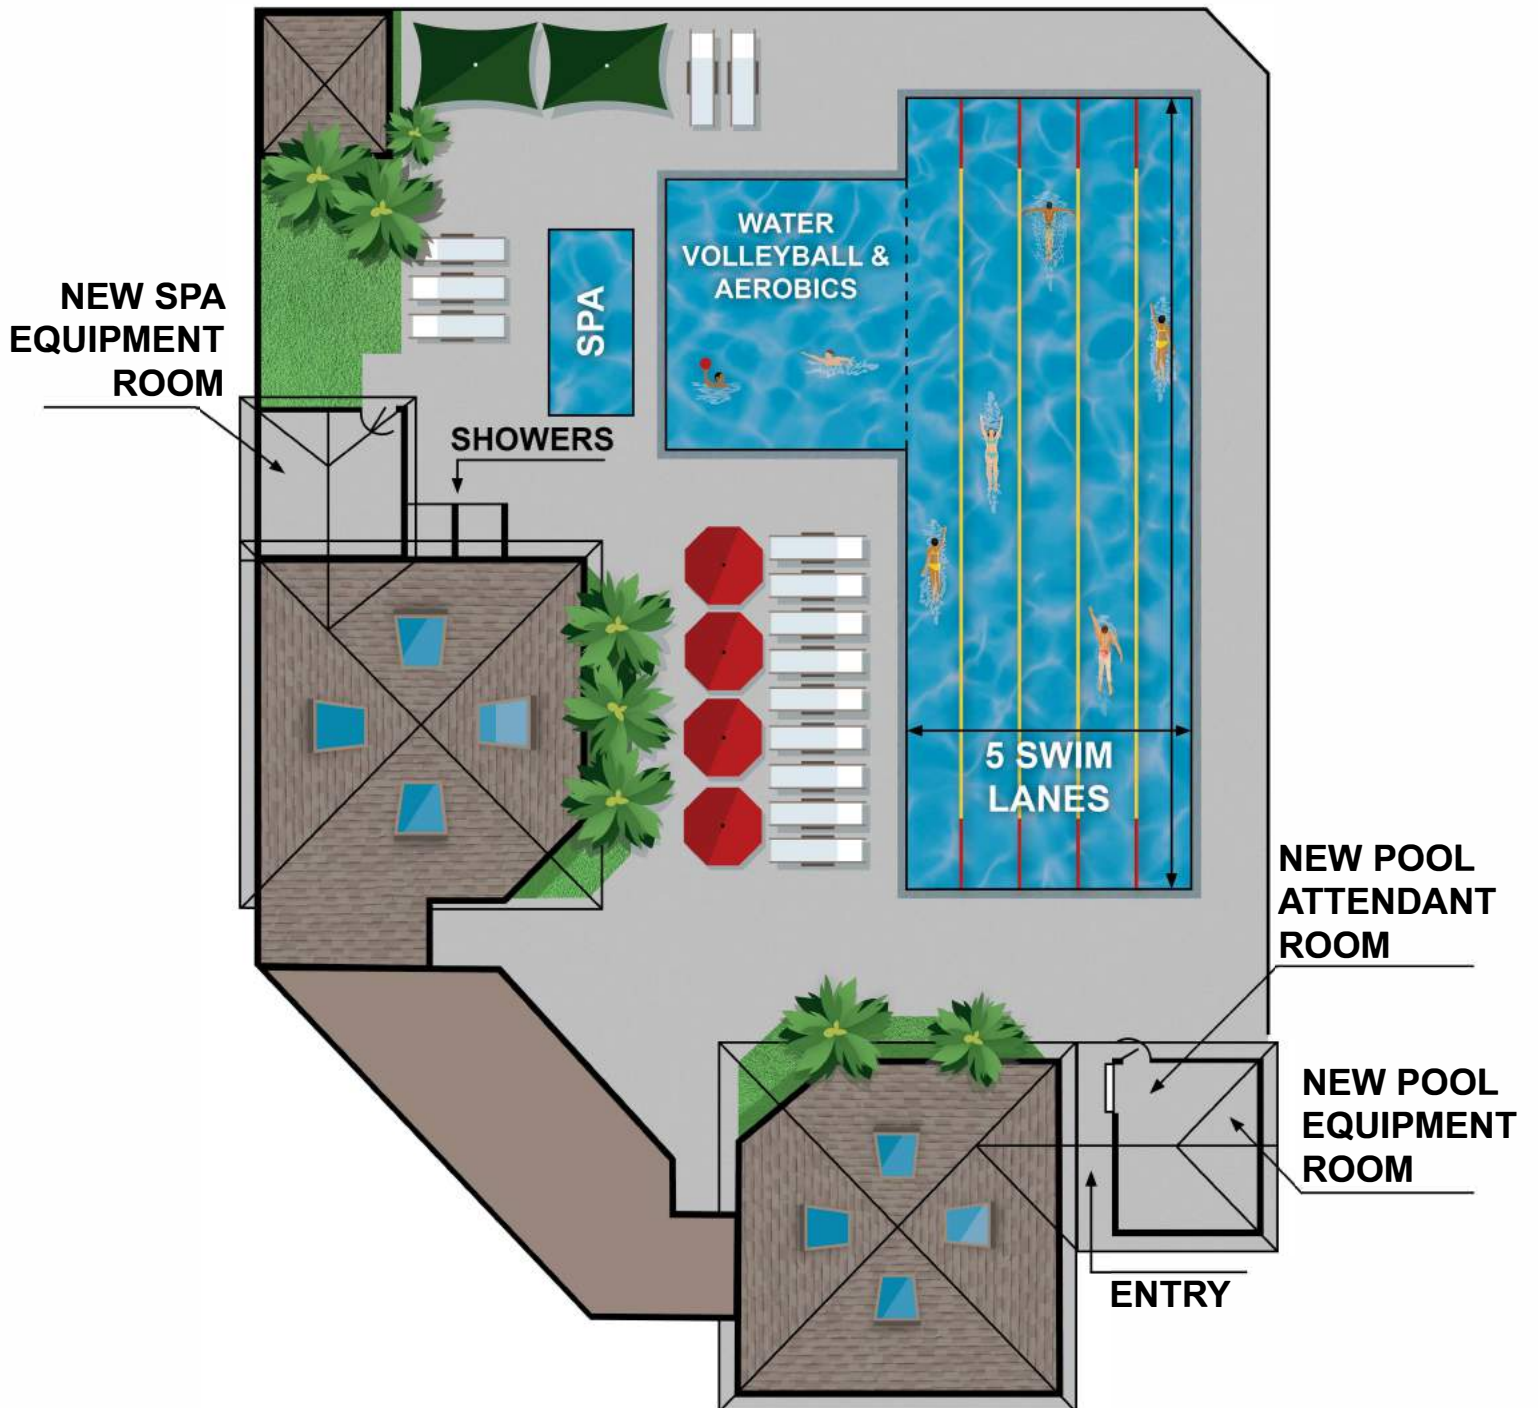 WATER
VOLLEYBALL &
AEROBICS
SPA
NEW SPA
EQUIPMENT
ROOM
SHOWERS
5 SWIM
LANES
NEW POOL
ATTENDANT
ROOM
NEW POOL
EQUIPMENT
ROOM
ENTRY